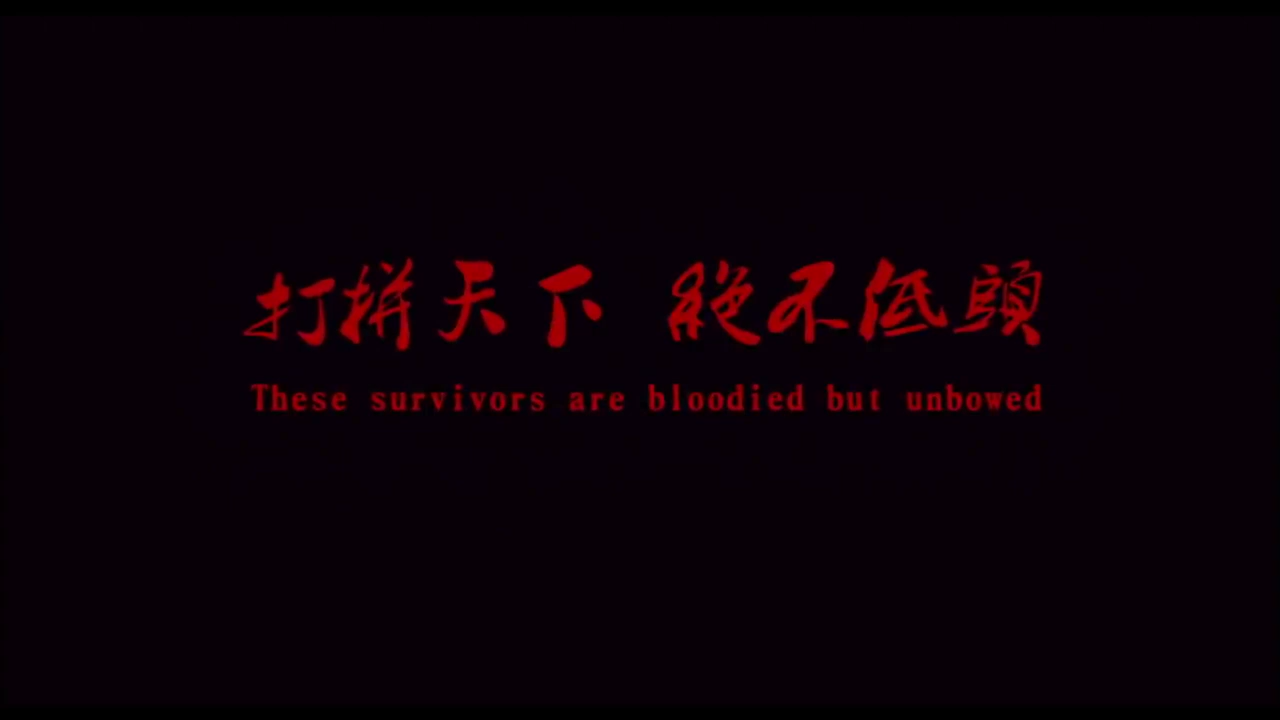 打拼天下 絕不低頭
These survivors are bloodied but unbowed